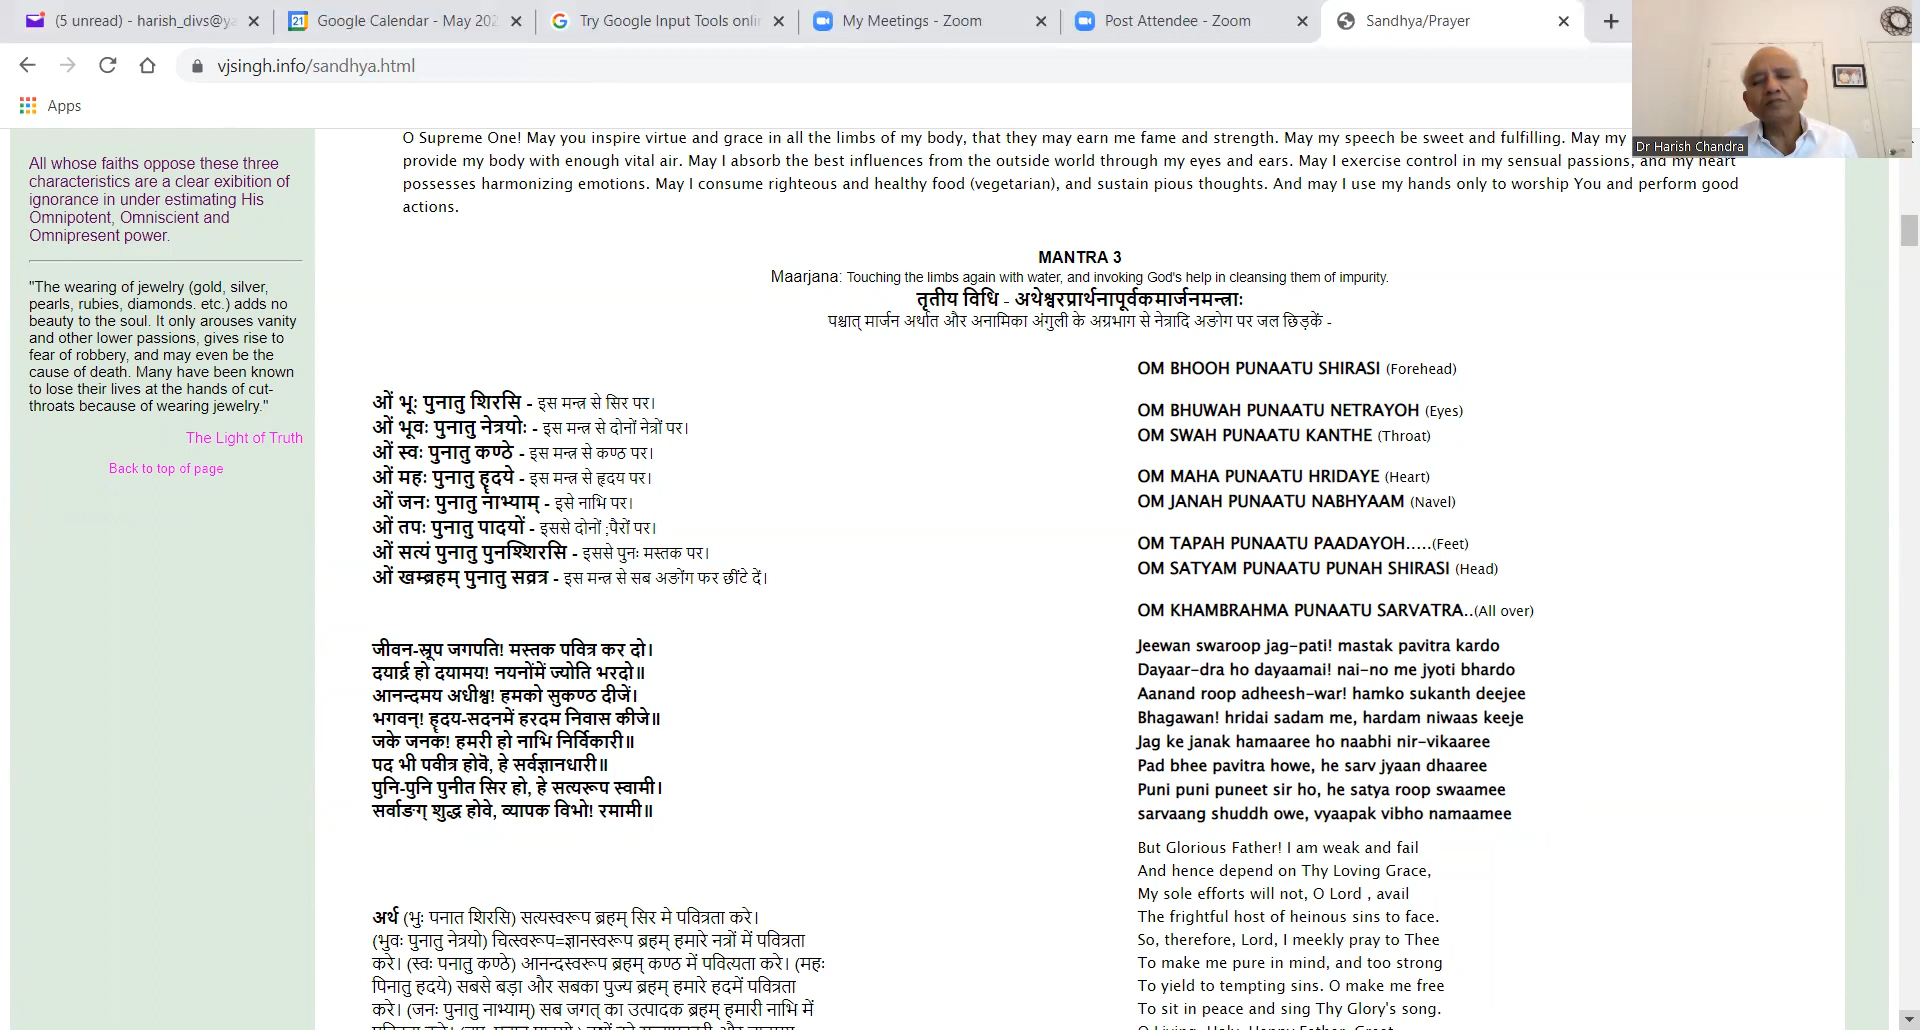 (5 unread) - harish_divs@ya
Google Calendar - May 202
Try Google Input Tools onli
My Meetings - Zoom
Post Attendee - Zoom
Sandhya/Prayer
vjsingh.info/sandhya.html
Apps
Dr Harish Chandra
All whose faiths oppose these three
characteristics are a clear exibition of
ignorance in under estimating His
Omnipotent, Omniscient and
Omnipresent power.
"The wearing of jewelry (gold, silver,
pearls, rubies, diamonds. etc.) adds no
beauty to the soul. It only arouses vanity
and other lower passions, gives rise to
fear of robbery, and may even be the
cause of death. Many have been known
to lose their lives at the hands of cut-
throats because of wearing jewelry."
The Light of Truth
Back to top of page
O Supreme One! May you inspire virtue and grace in all the limbs of my body, that they may earn me fame and strength. May my speech be sweet and fulfilling. May my
provide my body with enough vital air. May I absorb the best influences from the outside world through my eyes and ears. May I exercise control in my sensual passions, and my heart
possesses harmonizing emotions. May I consume righteous and healthy food (vegetarian), and sustain pious thoughts. And may I use my hands only to worship You and perform good
actions.
MANTRA 3
Maarjana: Touching the limbs again with water, and invoking God's help in cleansing them of impurity.
तृतीय विधि - अथेश्वरप्रार्थनापूर्वकमार्जनमन्त्राः
पश्चात् मार्जन अर्थात और अनामिका अंगुली के अग्रभाग से नेत्रादि अङोग पर जल छिड़कें -
ओं भूः पुनातु शिरसि - इस मन्त्र से सिर पर।
ओं भूवः पुनातु नेत्रयोः - इस मन्त्र से दोनों नेत्रों पर।
ओं स्वः पुनातु कण्ठे - इस मन्त्र से कण्ठ पर।
ओं महः पुनातु हृदये - इस मन्त्र से हृदय पर।
ओं जनः पुनातु नाभ्याम् - इसे नाभि पर।
ओं तपः पुनातु पादयों - इससे दोनों ;पैरों पर।
ओं सत्यं पुनातु पुनश्शिरसि - इससे पुनः मस्तक पर।
ओं खम्ब्रहम् पुनातु सव्रत्र - इस मन्त्र से सब अङोंग फर छींटे दें।
OM BHOOH PUNAATU SHIRASI (Forehead)
OM BHUWAH PUNAATU NETRAYOH (Eyes)
OM SWAH PUNAATU KANTHE (Throat)
OM MAHA PUNAATU HRIDAYE (Heart)
OM JANAH PUNAATU NABHYAAM (Navel)
OM TAPAH PUNAATU PAADAYOH.....(Feet)
OM SATYAM PUNAATU PUNAH SHIRASI (Head)
OM KHAMBRAHMA PUNAATU SARVATRA..(All over)
जीवन-स्रूप जगपति! मस्तक पवित्र कर दो।
दयार्द्र हो दयामय! नयनोंमें ज्योति भरदो॥
आनन्दमय अधीश्व! हमको सुकण्ठ दीजें।
भगवन्! हृदय-सदनमें हरदम निवास कीजे॥
जके जनक! हमरी हो नाभि निर्विकारी॥
पद भी पवीत्र होवॆ, हे सर्वज्ञानधारी॥
पुनि-पुनि पुनीत सिर हो, हे सत्यरूप स्वामी।
सर्वाङग् शुद्ध होवे, व्यापक विभो! रमामी॥
Jeewan swaroop jag-pati! mastak pavitra kardo
Dayaar-dra ho dayaamai! nai-no me jyoti bhardo
Aanand roop adheesh-war! hamko sukanth deejee
Bhagawan! hridai sadam me, hardam niwaas keeje
Jag ke janak hamaaree ho naabhi nir-vikaaree
Pad bhee pavitra howe, he sarv jyaan dhaaree
Puni puni puneet sir ho, he satya roop swaamee
sarvaang shuddh owe, vyaapak vibho namaamee
अर्थ (भुः पनात शिरसि) सत्यस्वरूप ब्रहम् सिर मे पवित्रता करे।
(भुवः पुनातु नेत्रयो) चित्स्वरूप=ज्ञानस्वरूप ब्रहम् हमारे नत्रों में पवित्रता
करे। (स्वः पनातु कण्ठे) आनन्दस्वरूप ब्रहम् कण्ठ में पवित्यता करे। (महः
पिनातु हदये) सबसे बड़ा और सबका पुज्य ब्रहम् हमारे हदमें पवित्रता
करे। (जनः पुनातु नाभ्याम्) सब जगत् का उत्पादक ब्रहम् हमारी नाभि में
But Glorious Father! I am weak and fail
And hence depend on Thy Loving Grace,
My sole efforts will not, O Lord , avail
The frightful host of heinous sins to face.
So, therefore, Lord, I meekly pray to Thee
To make me pure in mind, and too strong
To yield to tempting sins. O make me free
To sit in peace and sing Thy Glory's song.